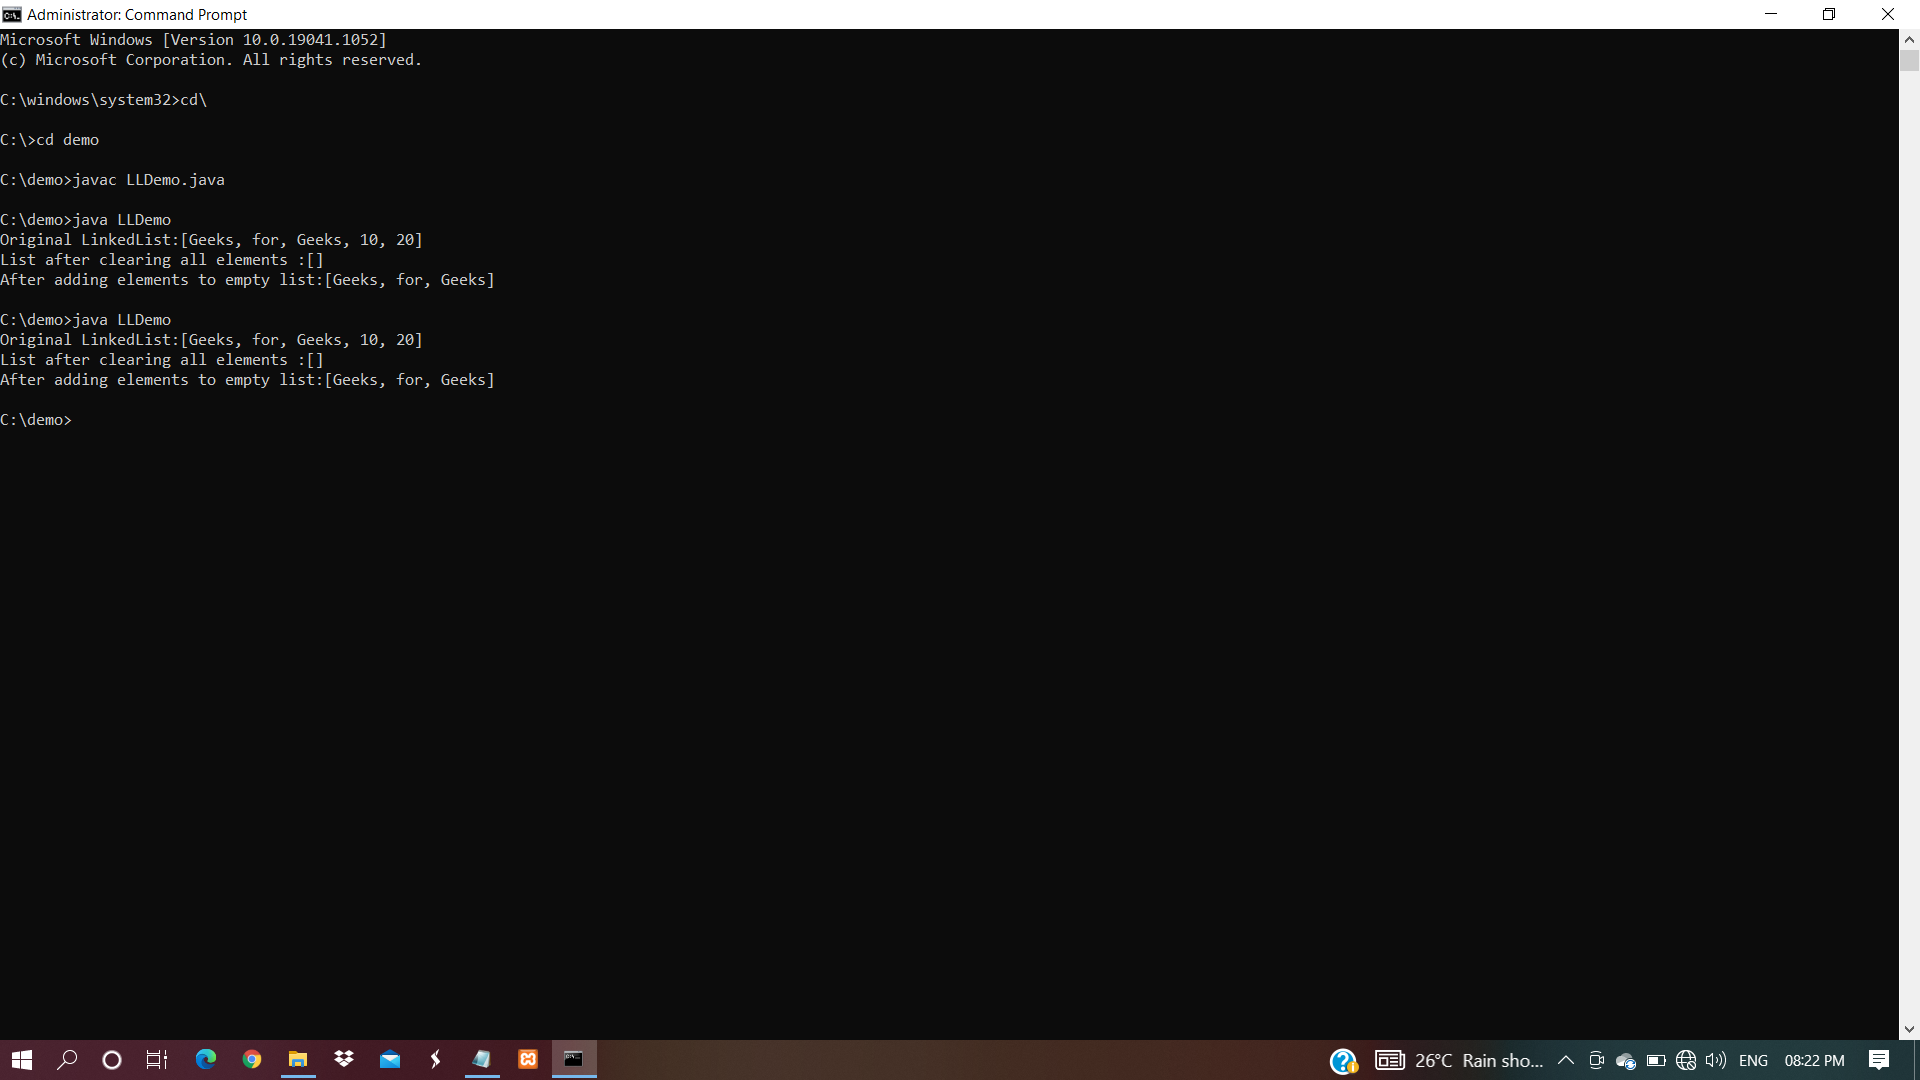 Administrator: Command Prompt
Microsoft Windows [Version 10.0.19041.1052]
(c) Microsoft Corporation. All rights reserved.
C:\windows\system32>cd\
C:\>cd demo
C:\demo>javac LLDemo.java
C:\demo>java LLDemo
Original LinkedList:[Geeks, for, Geeks, 10, 20]
List after clearing all elements :[]
After adding elements to empty list:[Geeks, for, Geeks]
C:\demo>java LLDemo
Original LinkedList:[Geeks, for, Geeks, 10, 20]
List after clearing all elements :[]
After adding elements to empty list:[Geeks, for, Geeks]
C:\demo>
26°C Rain sho... ENG 08:22 PM